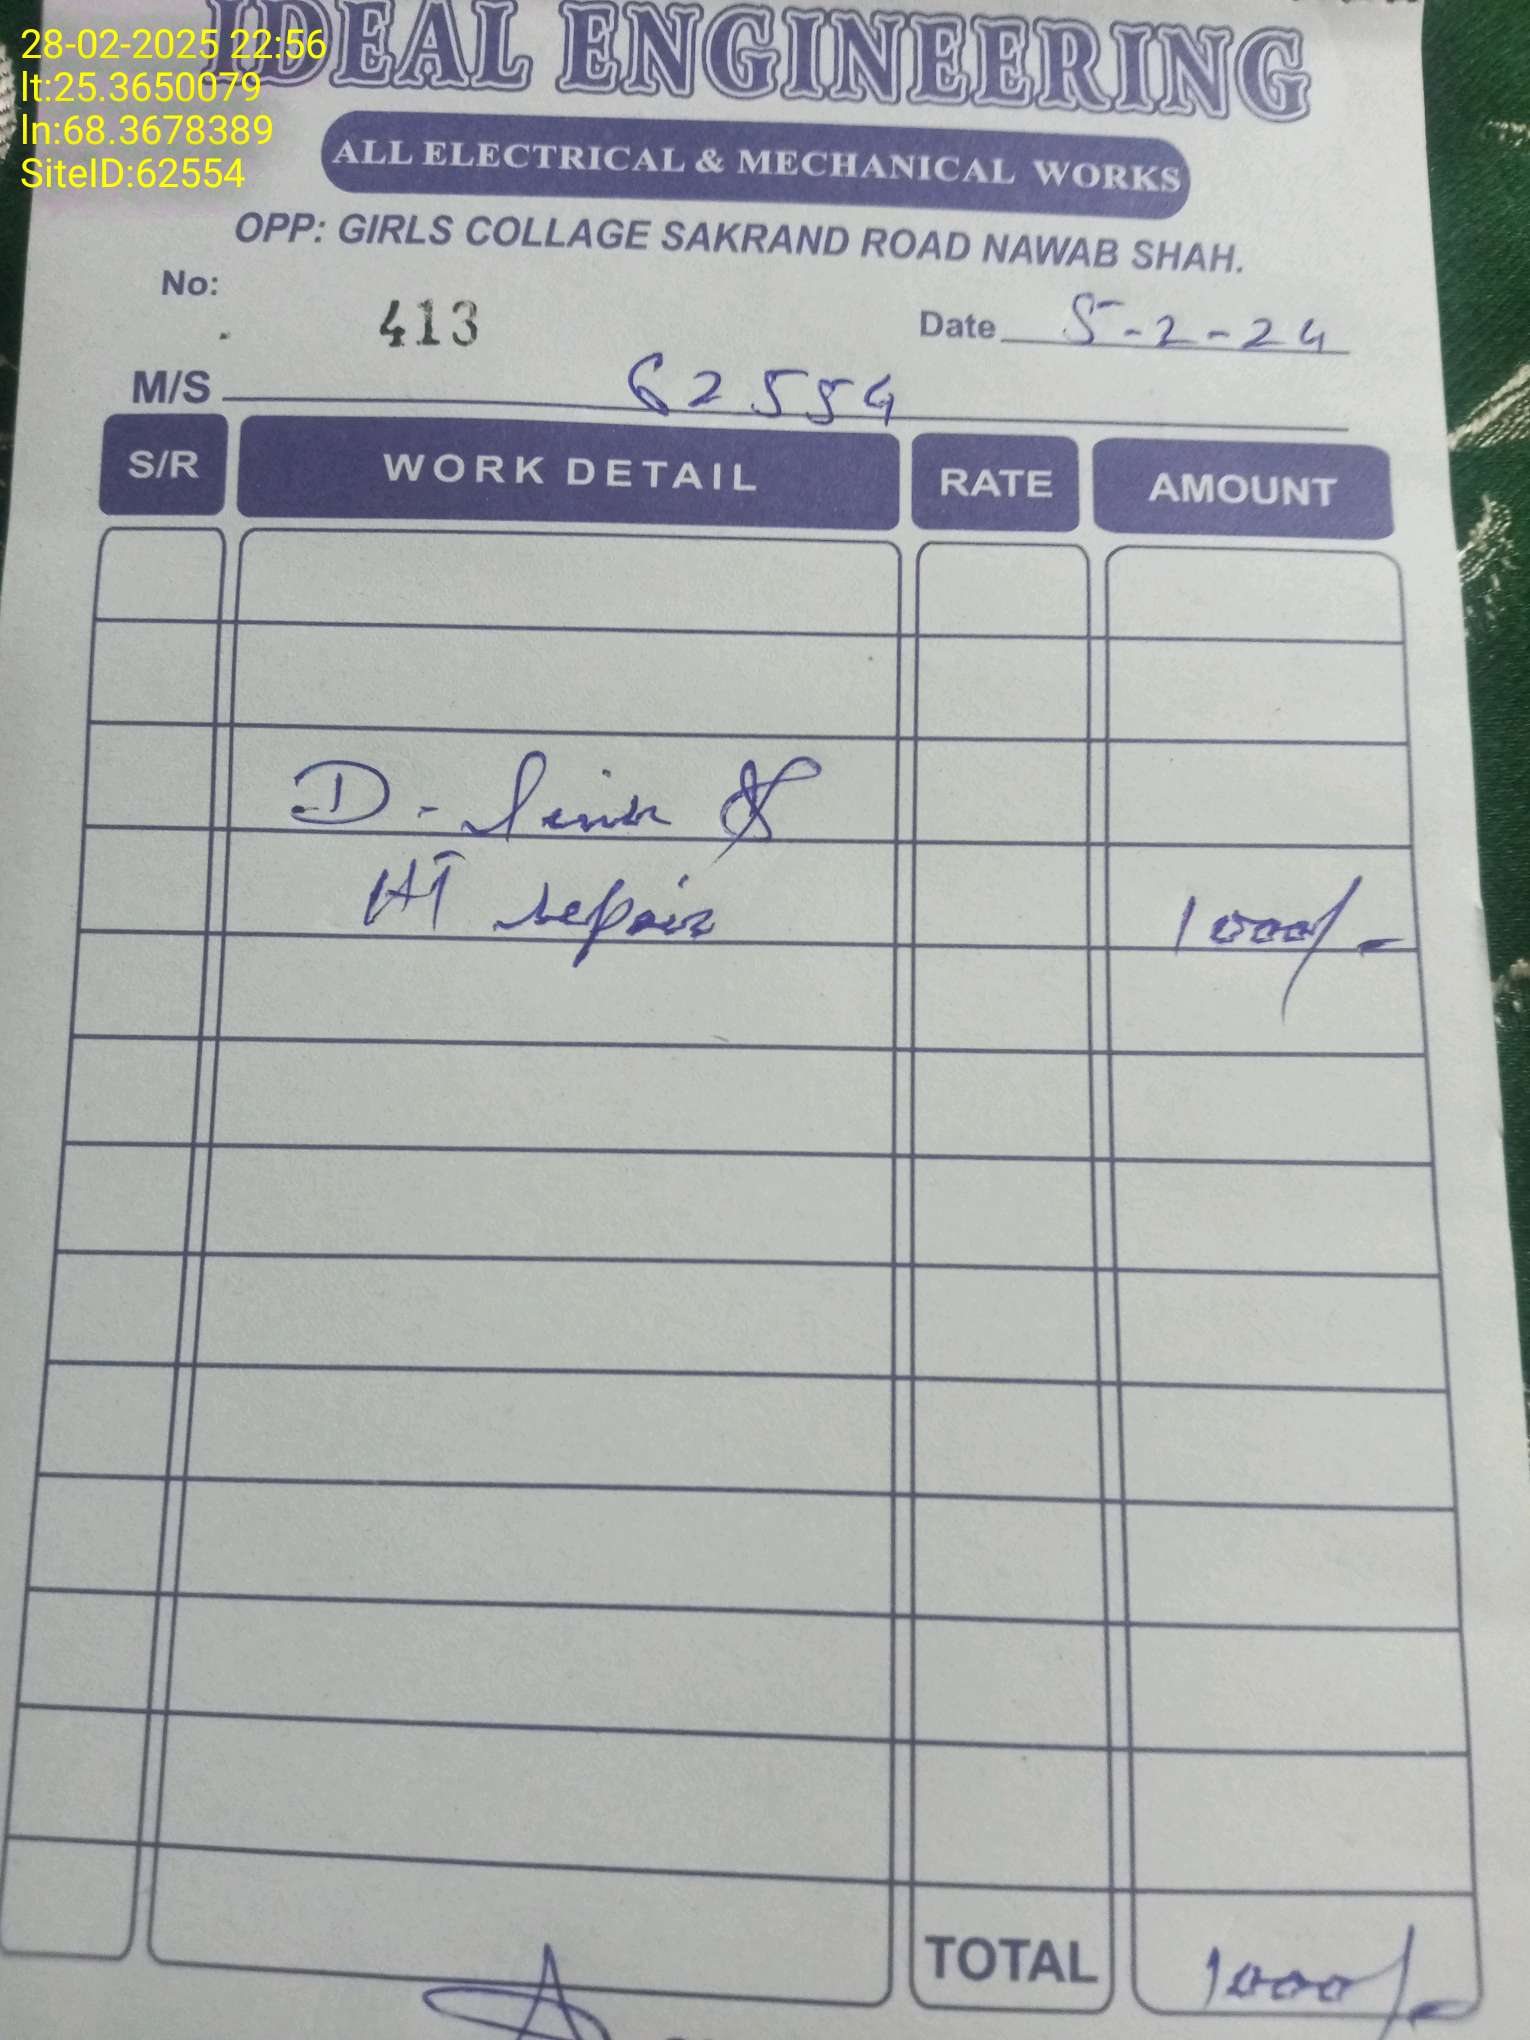 28-02-2025 22:56
lt:25.3650079
ln:68.3678389
SiteID:62554
IDEAL ENGINEERING
ALL ELECTRICAL & MECHANICAL WORKS
OPP: GIRLS COLLAGE SAKRAND ROAD NAWAB SHAH.
No: 413
Date 5-2-24
M/S 62554
S/R WORK DETAIL RATE AMOUNT
D- &
HT repair 1000/-
TOTAL 1000/-